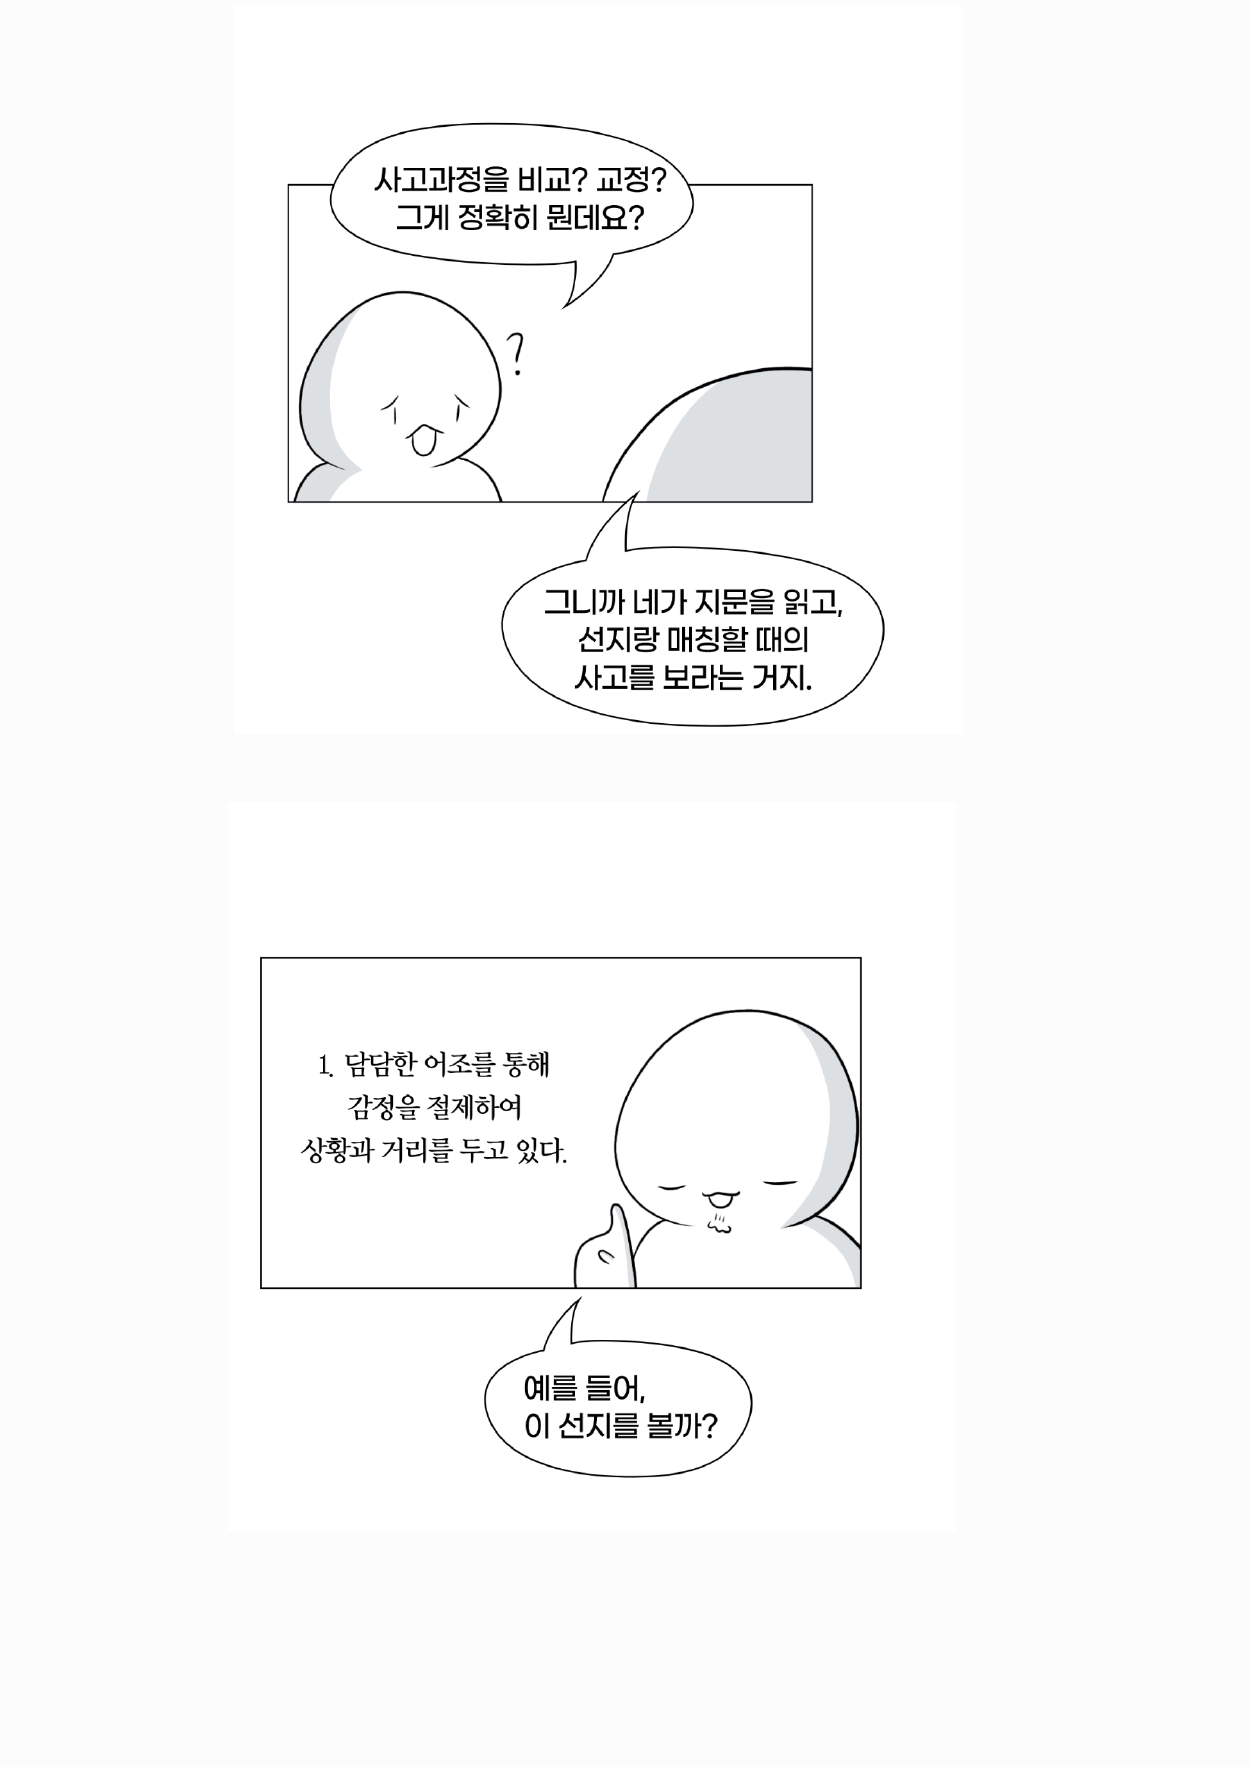 사고과정을 비교? 교정?
그게 정확히 뭔데요?
?
그니까 네가 지문을 읽고,
선지랑 매칭할 때의
사고를 보라는 거지.
1. 담담한 어조를 통해
감정을 절제하여
상황과 거리를 두고 있다.
예를 들어,
이 선지를 볼까?